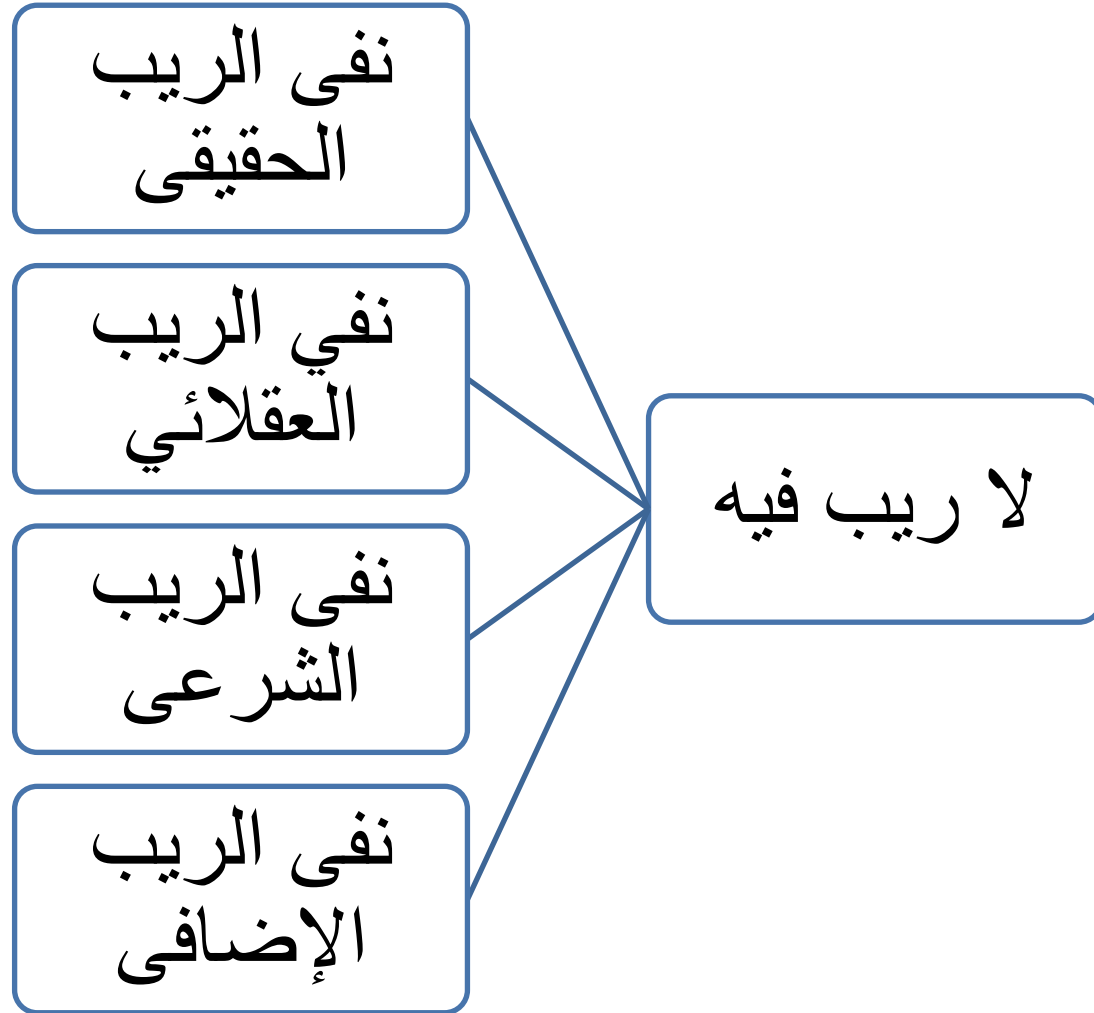 لا ريب فيه
نفى الريب
الحقيقى
نفي الريب
العقلائي
نفى الريب
الشرعى
نفى الريب
الإضافى